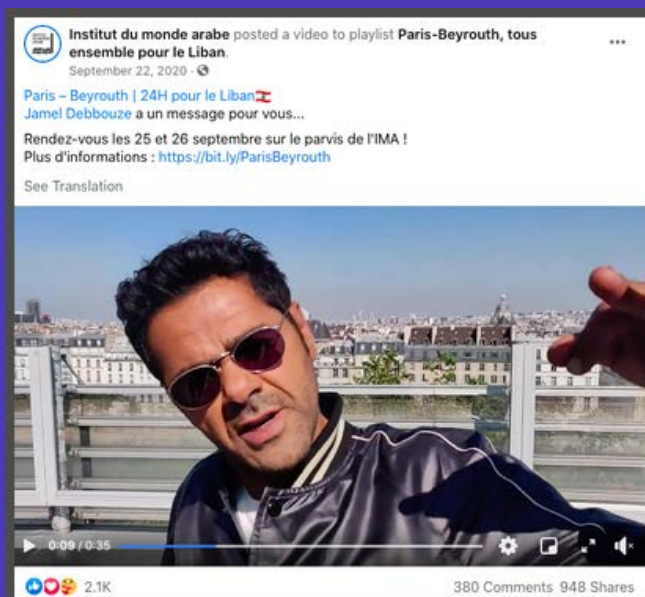 Institut du monde arabe posted a video to playlist Paris-Beyrouth, tous
ensemble pour le Liban.
September 22, 2020 ·
Paris – Beyrouth | 24H pour le Liban
Jamel Debbouze a un message pour vous...
Rendez-vous les 25 et 26 septembre sur le parvis de l'IMA !
Plus d'informations : https://bit.ly/ParisBeyrouth
See Translation
0:09 / 0:35
2.1K
380 Comments 948 Shares